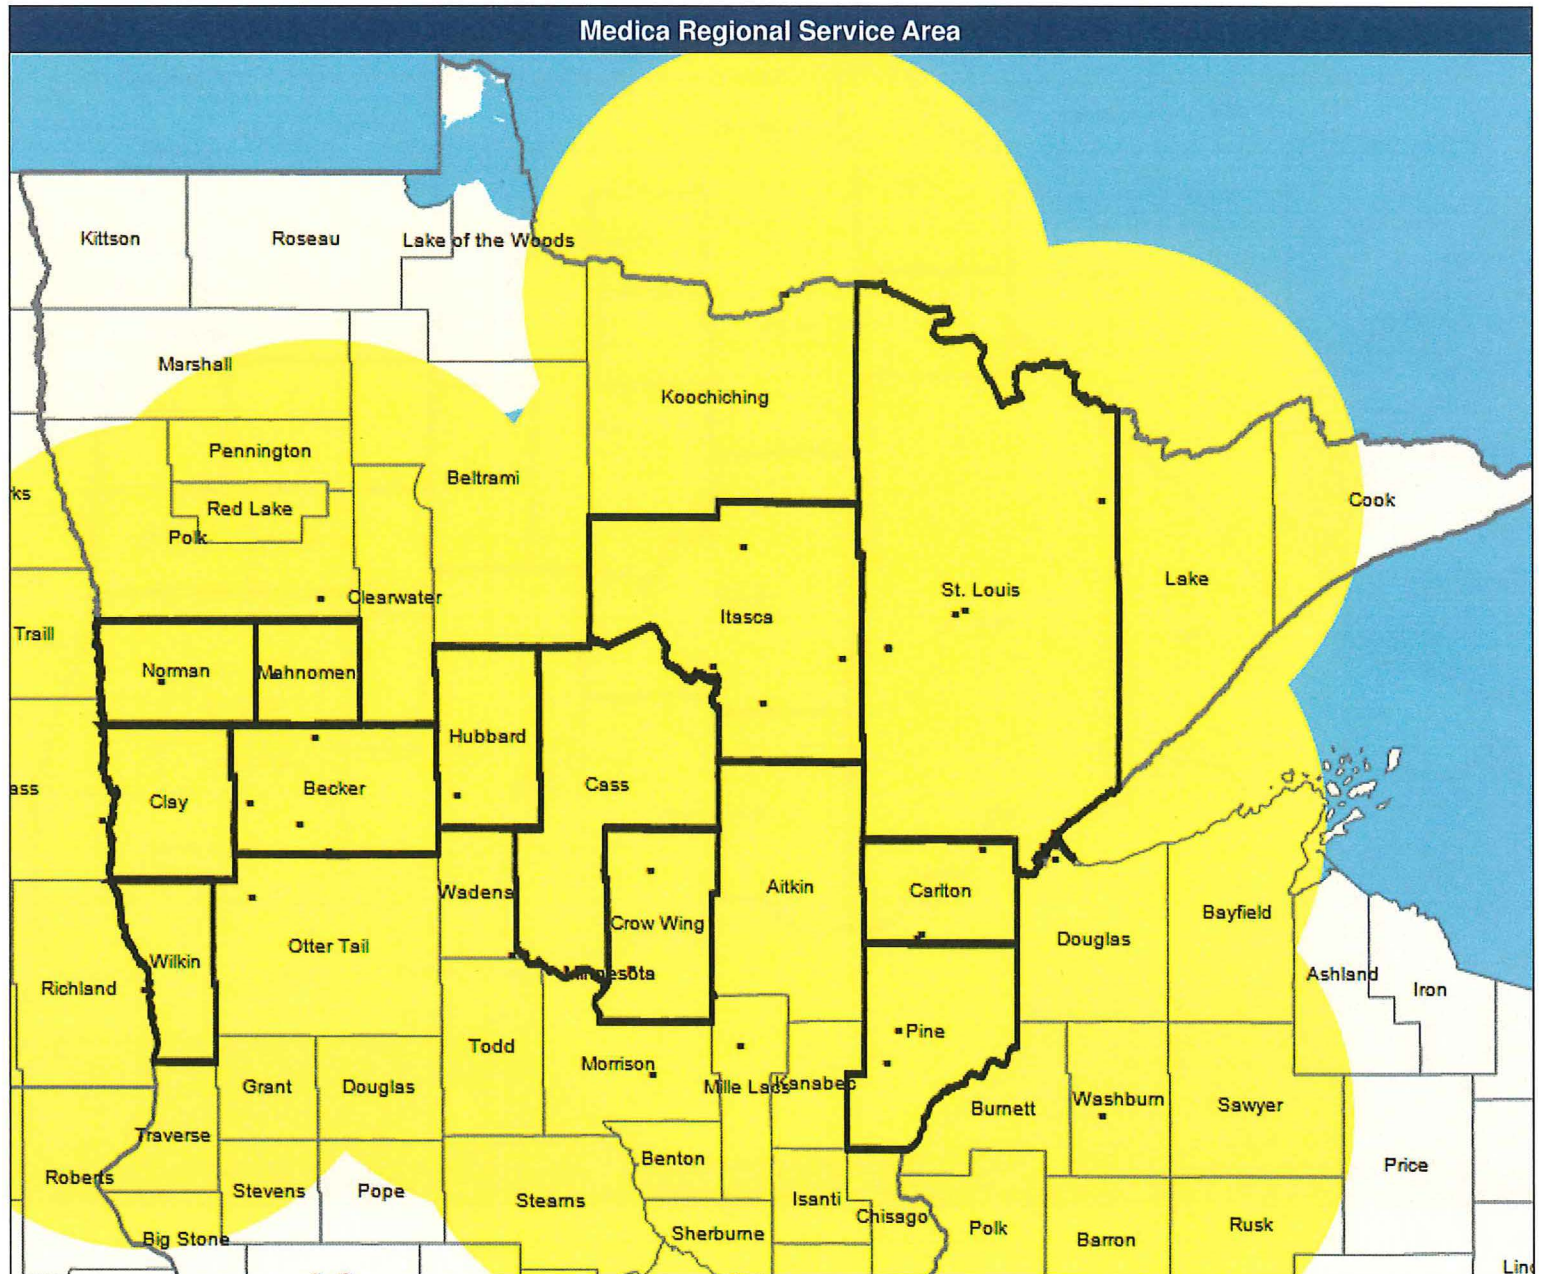 Medica Regional Service Area
Kittson
Roseau
Lake of the Woods
Marshall
Koochiching
Pennington
Beltrami
ks
Red Lake
Cook
Polk
Lake
St. Louis
Clearwater
Itasca
Traill
Norman
Mahnomen
Hubbard
Cass
ass
Becker
Clay
Aitkin
Wadena
Carlton
Bayfield
Crow Wing
Douglas
Otter Tail
Wilkin
Minnesota
Ashland
Richland
Iron
Pine
Todd
Morrison
Grant
Douglas
Mille Lacs
Kanabec
Washburn
Burnett
Sawyer
Traverse
Benton
Price
Roberts
Stevens
Pope
Stearns
Isanti
Chisago
Polk
Rusk
Sherburne
Big Stone
Barron
Linc